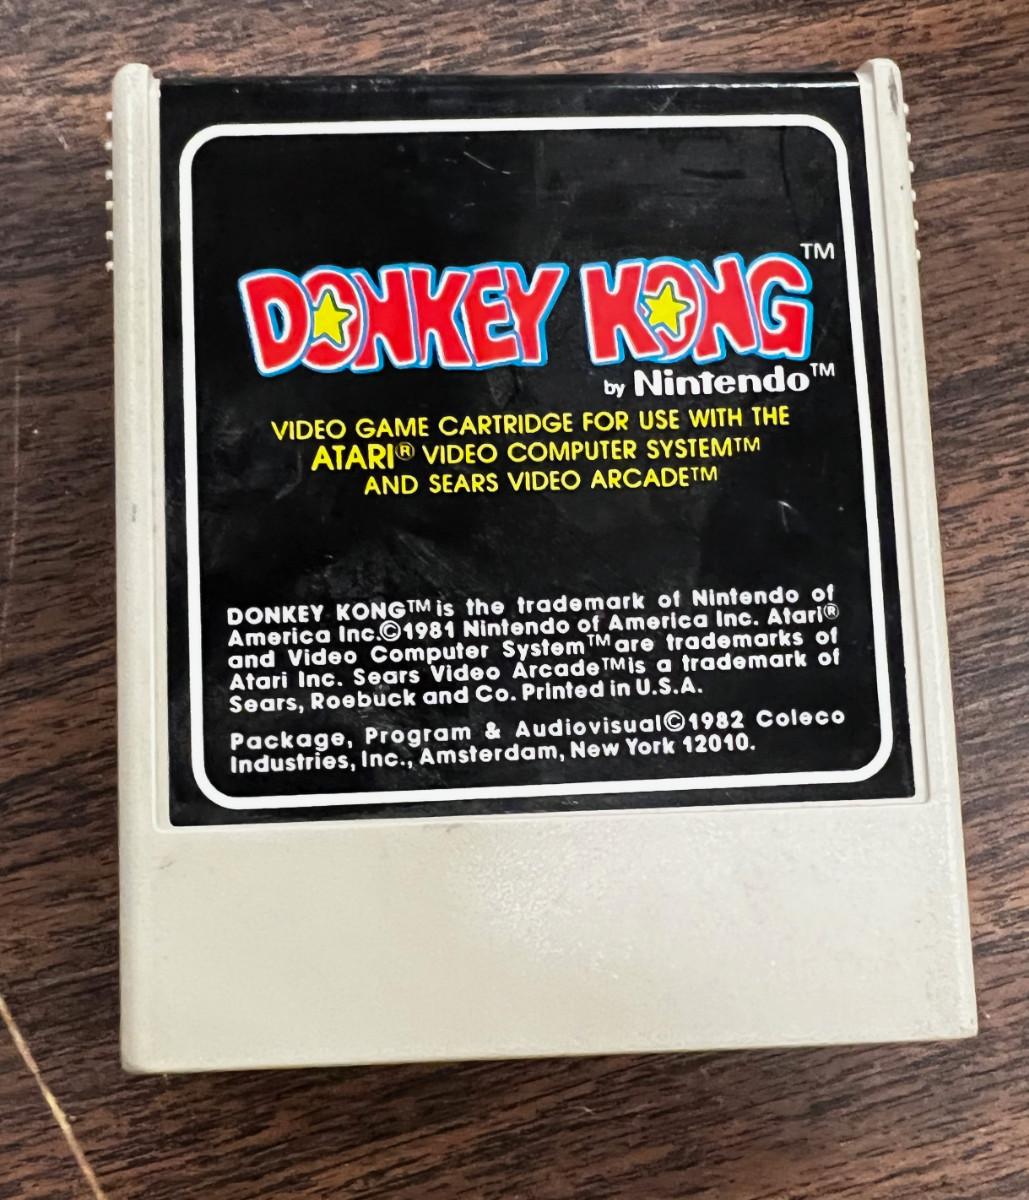 DONKEY KONG™
by Nintendo™
VIDEO GAME CARTRIDGE FOR USE WITH THE
ATARI® VIDEO COMPUTER SYSTEM™
AND SEARS VIDEO ARCADE™
DONKEY KONG™ is the trademark of Nintendo of
America Inc.©1981 Nintendo of America Inc. Atari®
and Video Computer System™ are trademarks of
Atari Inc. Sears Video Arcade™ is a trademark of
Sears, Roebuck and Co. Printed in U.S.A.
Package, Program & Audiovisual©1982 Coleco
Industries, Inc., Amsterdam, New York 12010.